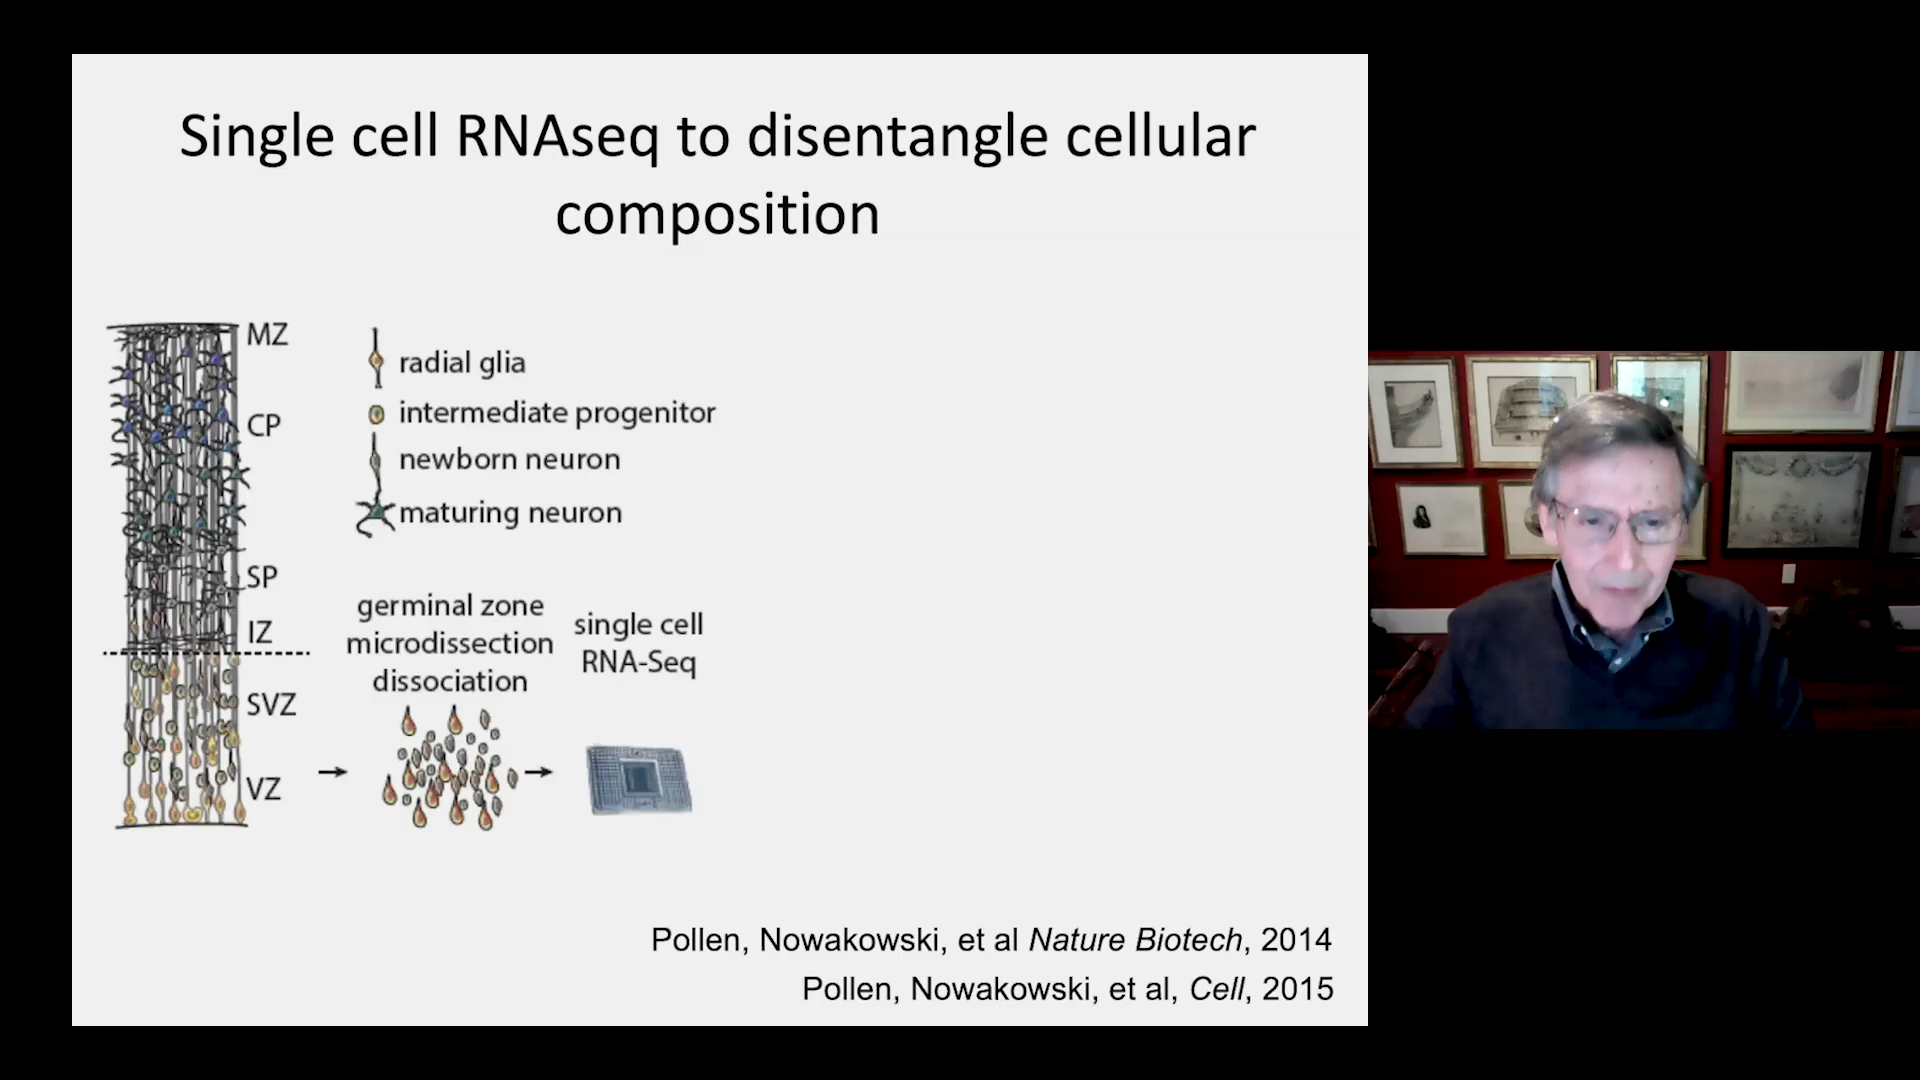 Single cell RNAseq to disentangle cellular
composition
MZ
CP
SP
IZ
SVZ
VZ
radial glia
intermediate progenitor
newborn neuron
maturing neuron
germinal zone
microdissection
dissociation
single cell
RNA-Seq
Pollen, Nowakowski, et al Nature Biotech, 2014
Pollen, Nowakowski, et al, Cell, 2015